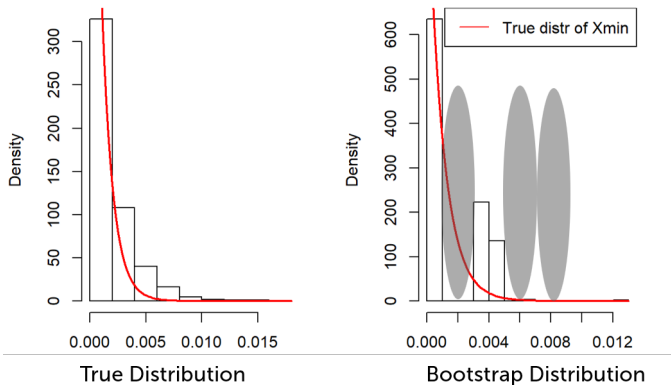 True distr of Xmin
Density
0 50 100 150 200 250 300
0.000 0.005 0.010 0.015
True Distribution
Density
0 100 200 300 400 500 600
0.000 0.004 0.008 0.012
Bootstrap Distribution